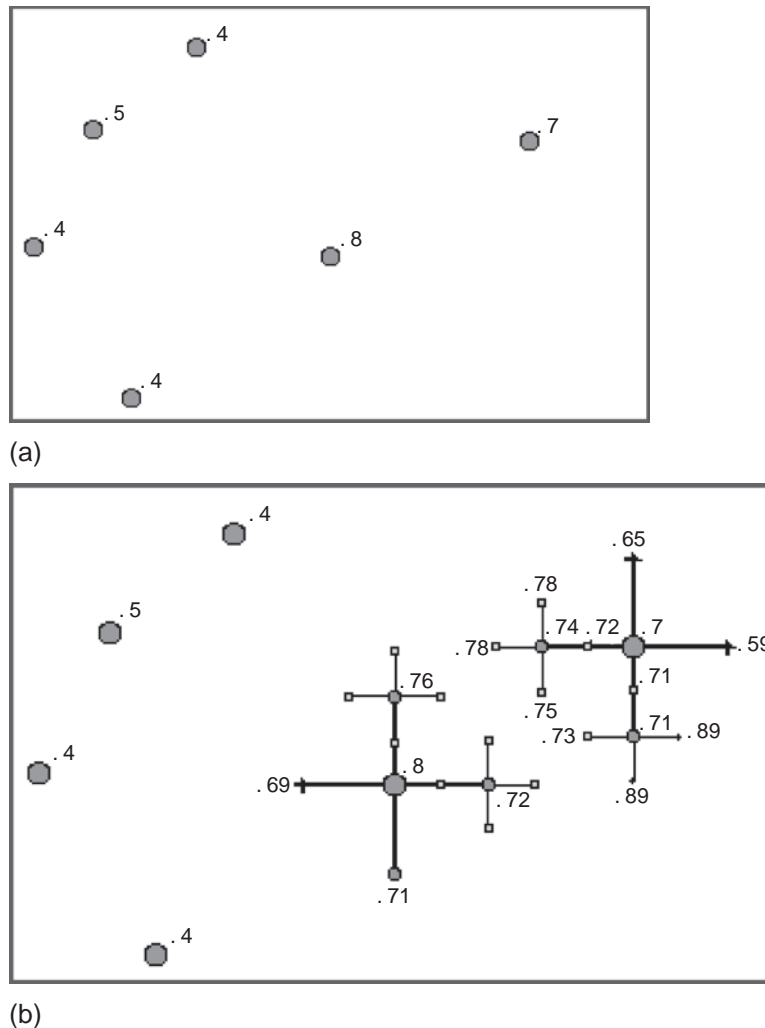 . 4
. 5
. 7
. 4
. 8
. 4
(a)
. 4
. 65
. 78
. 5
. 74 . 72 . 7
. 78 . 59
. 76 . 71
. 75
. 71
. 73 . 89
. 4
. 8
. 69 . 72 . 89
. 71
. 4
(b)